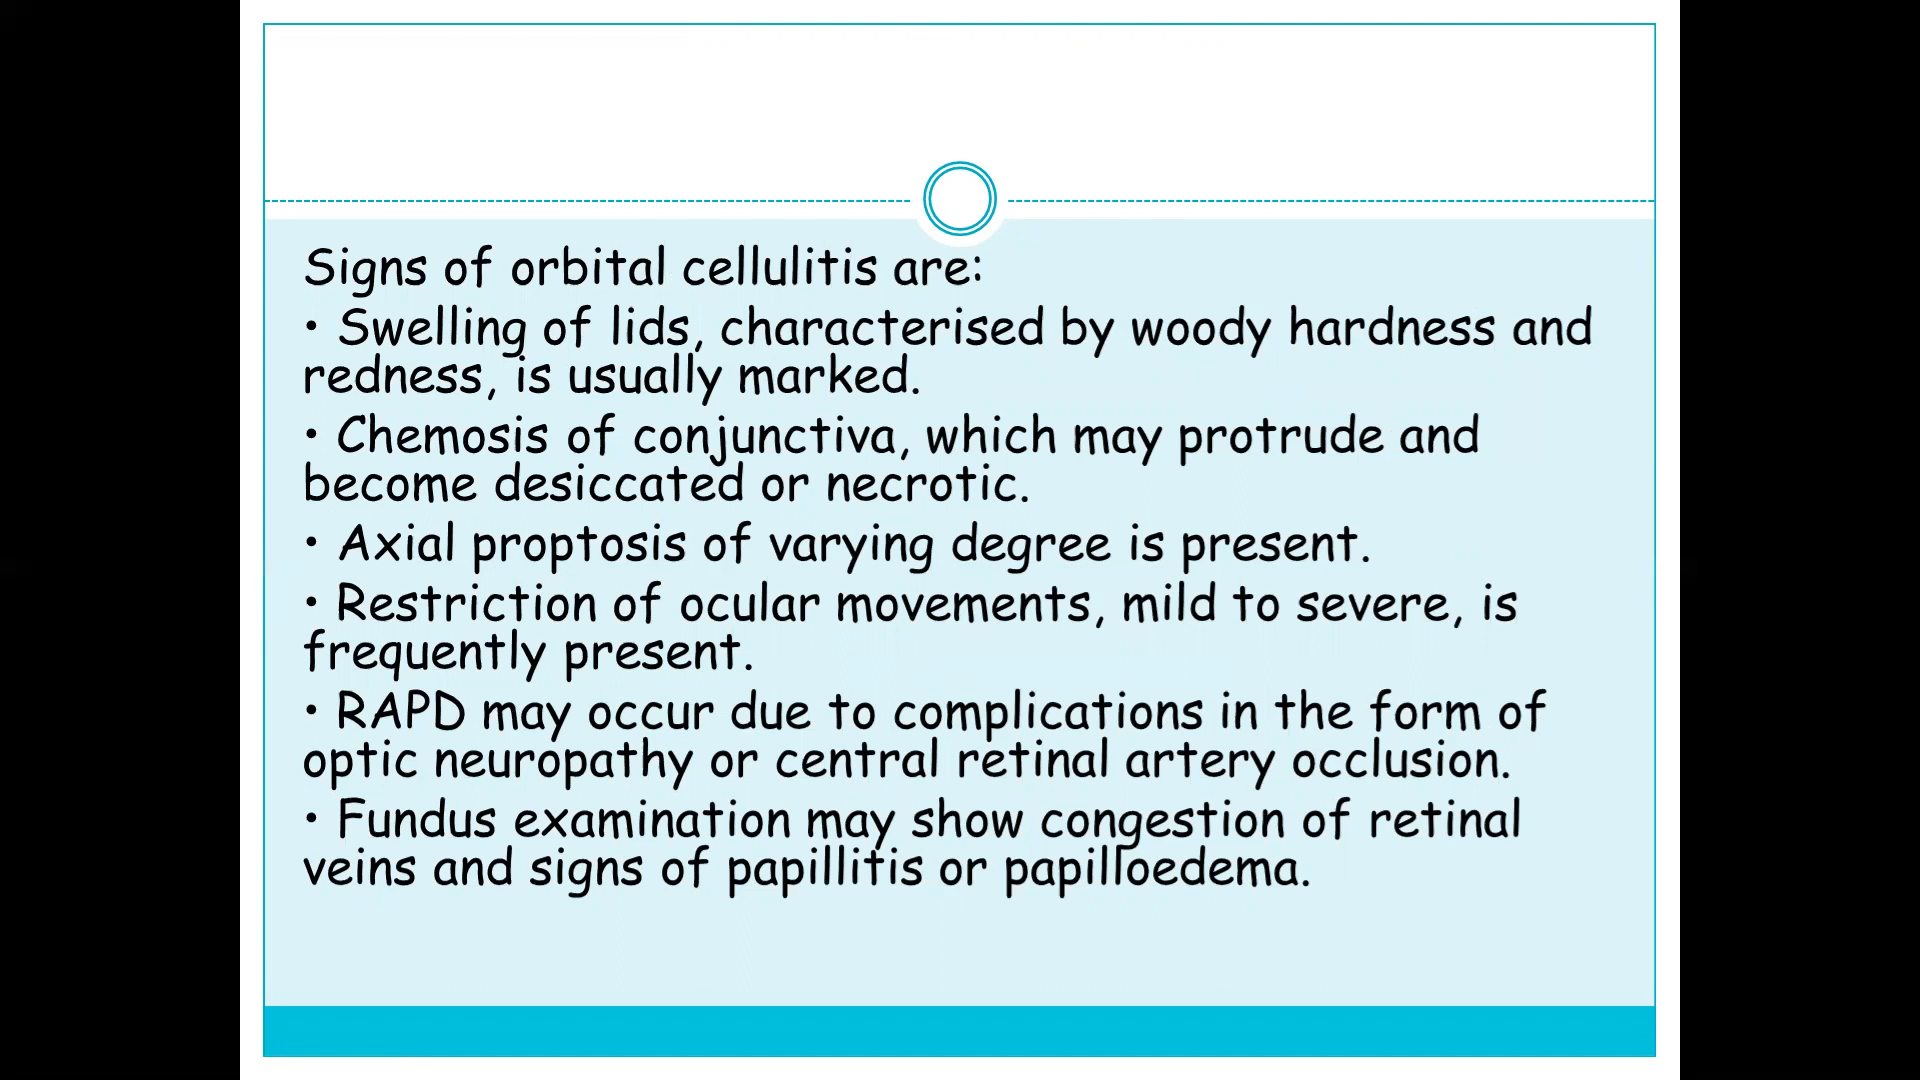 Signs of orbital cellulitis are:
• Swelling of lids, characterised by woody hardness and
redness, is usually marked.
• Chemosis of conjunctiva, which may protrude and
become desiccated or necrotic.
• Axial proptosis of varying degree is present.
• Restriction of ocular movements, mild to severe, is
frequently present.
• RAPD may occur due to complications in the form of
optic neuropathy or central retinal artery occlusion.
• Fundus examination may show congestion of retinal
veins and signs of papillitis or papilloedema.